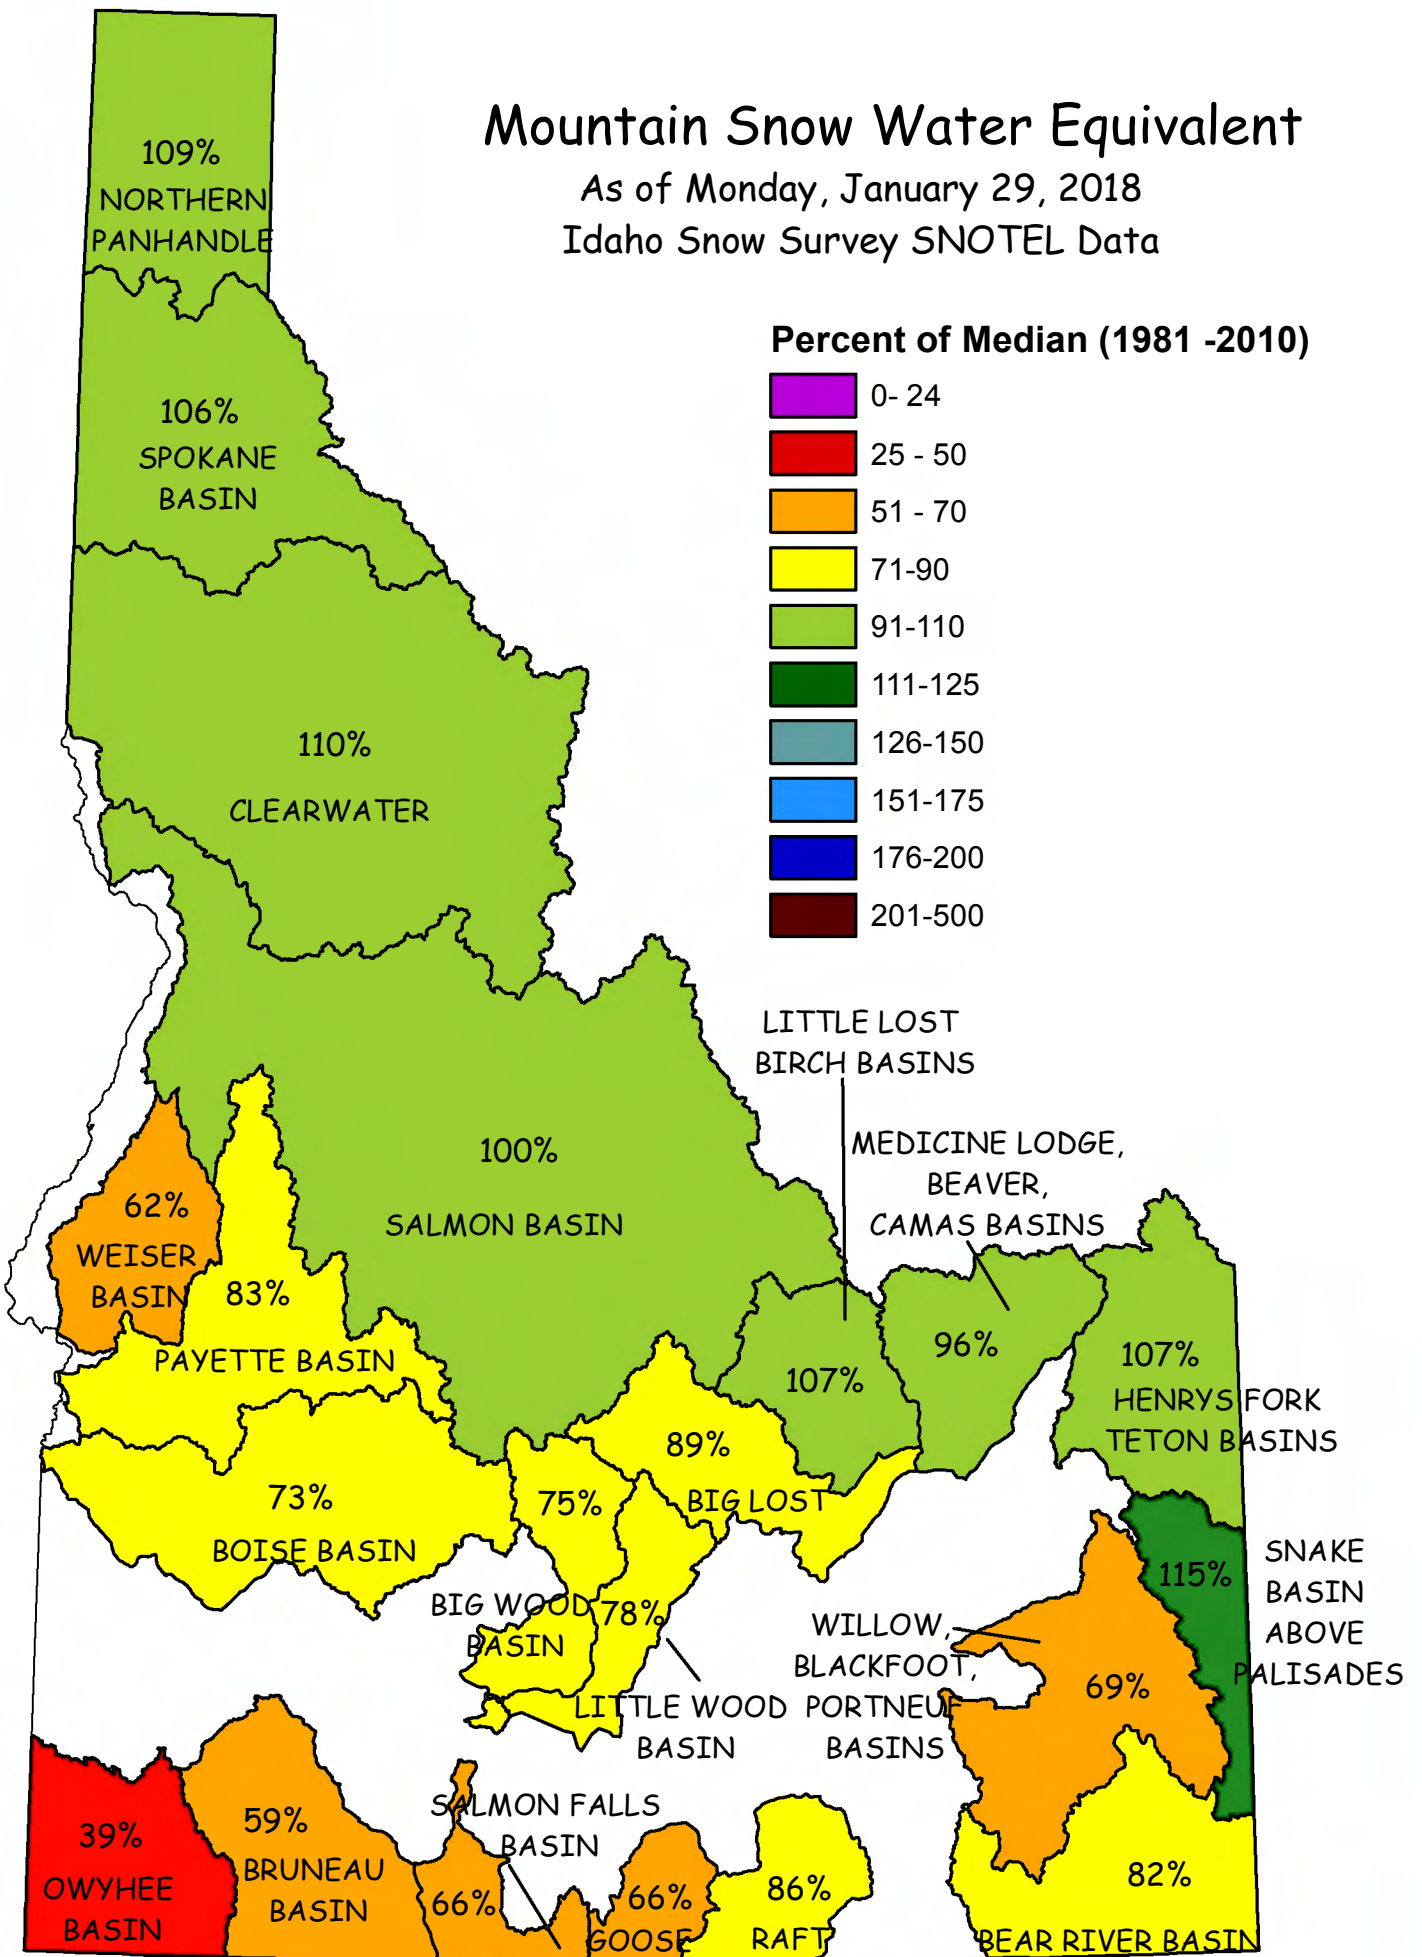 Mountain Snow Water Equivalent
As of Monday, January 29, 2018
Idaho Snow Survey SNOTEL Data
Percent of Median (1981 -2010)
0- 24
25 - 50
51 - 70
71-90
91-110
111-125
126-150
151-175
176-200
201-500
109%
NORTHERN
PANHANDLE
106%
SPOKANE
BASIN
110%
CLEARWATER
100%
SALMON BASIN
LITTLE LOST
BIRCH BASINS
107%
MEDICINE LODGE,
BEAVER,
CAMAS BASINS
96%
107%
HENRYS FORK
TETON BASINS
62%
WEISER
BASIN
83%
PAYETTE BASIN
73%
BOISE BASIN
75%
BIG WOOD
BASIN
89%
BIG LOST
78%
LITTLE WOOD
BASIN
WILLOW,
BLACKFOOT,
PORTNEUF
BASINS
69%
115%
SNAKE
BASIN
ABOVE
PALISADES
39%
OWYHEE
BASIN
59%
BRUNEAU
BASIN
SALMON FALLS
BASIN
66%
66%
GOOSE
86%
RAFT
82%
BEAR RIVER BASIN